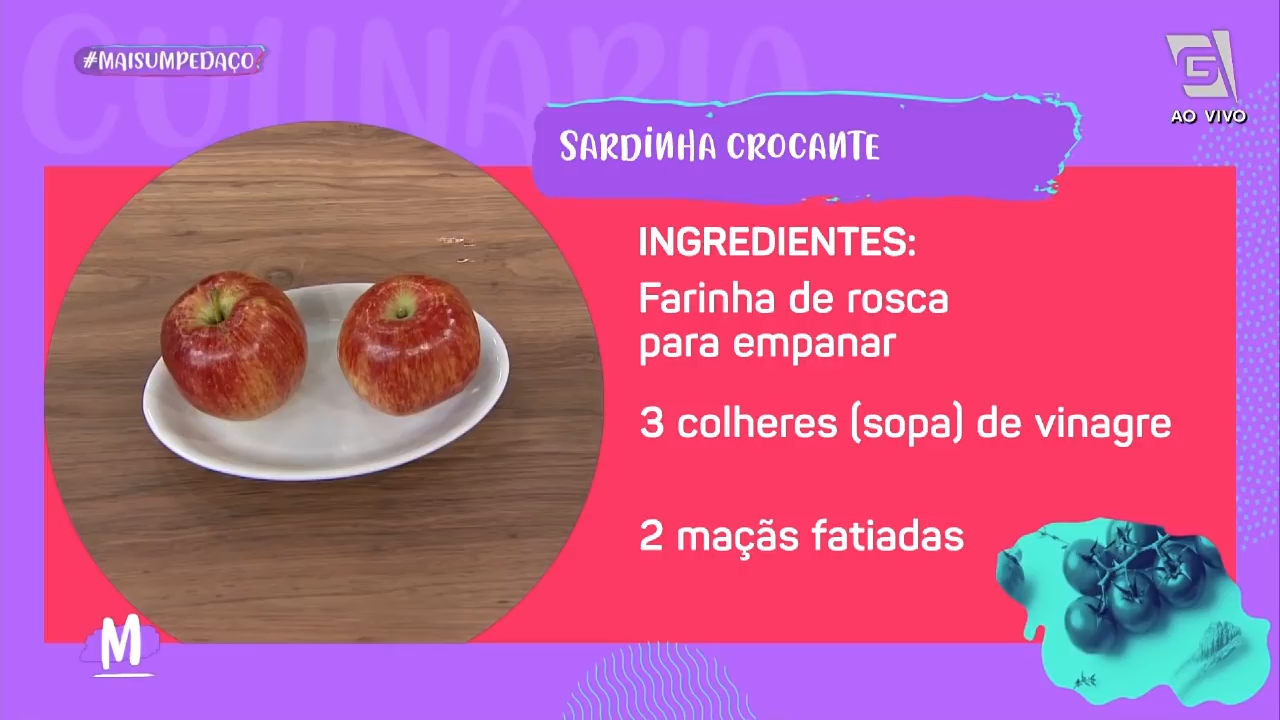 CULINÁRIA
#MAISUMPEDAÇO
G
AO VIVO
SARDINHA CROCANTE
INGREDIENTES:
Farinha de rosca
para empanar
3 colheres (sopa) de vinagre
2 maçãs fatiadas
M